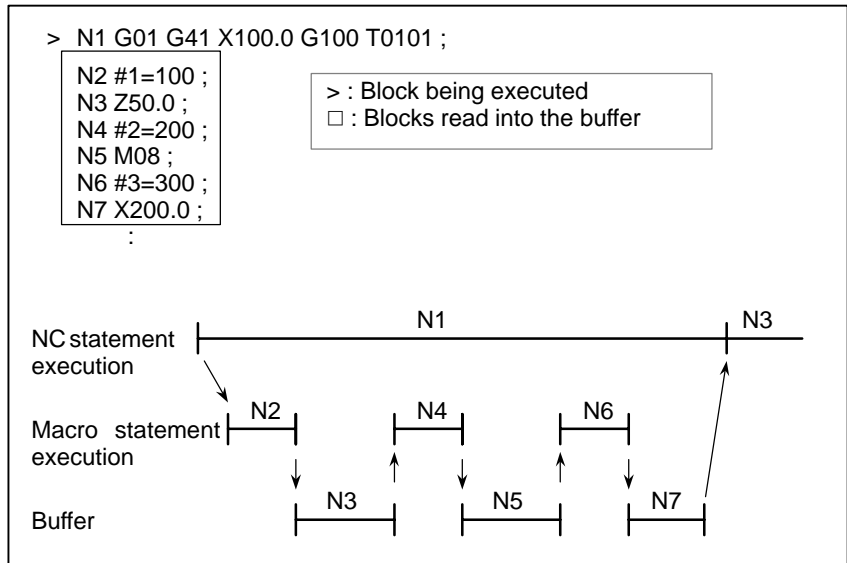 > N1 G01 G41 X100.0 G100 T0101 ;
N2 #1=100 ;
N3 Z50.0 ;
N4 #2=200 ;
N5 M08 ;
N6 #3=300 ;
N7 X200.0 ;
:
> : Block being executed
□ : Blocks read into the buffer
N1 N3
NC statement
execution
N2 N4 N6
Macro statement
execution
N3 N5 N7
Buffer